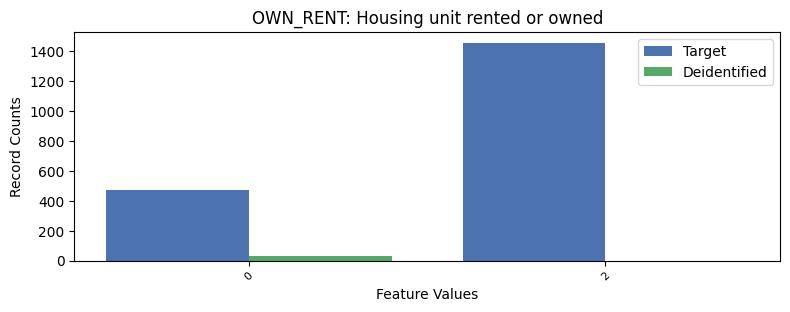 OWN_RENT: Housing unit rented or owned
Target
Deidentified
Record Counts
1400
1200
1000
800
600
400
200
0
0
2
Feature Values